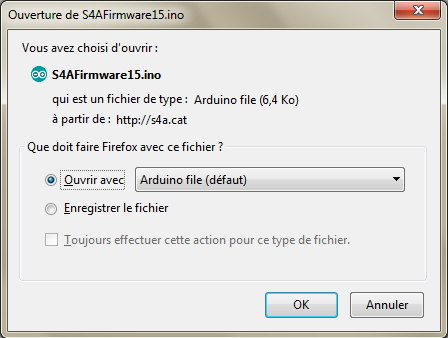 Ouverture de S4AFirmware15.ino
Vous avez choisi d'ouvrir :
S4AFirmware15.ino
qui est un fichier de type : Arduino file (6,4 Ko)
à partir de : http://s4a.cat
Que doit faire Firefox avec ce fichier ?
Ouvrir avec Arduino file (défaut)
Enregistrer le fichier
Toujours effectuer cette action pour ce type de fichier.
OK Annuler